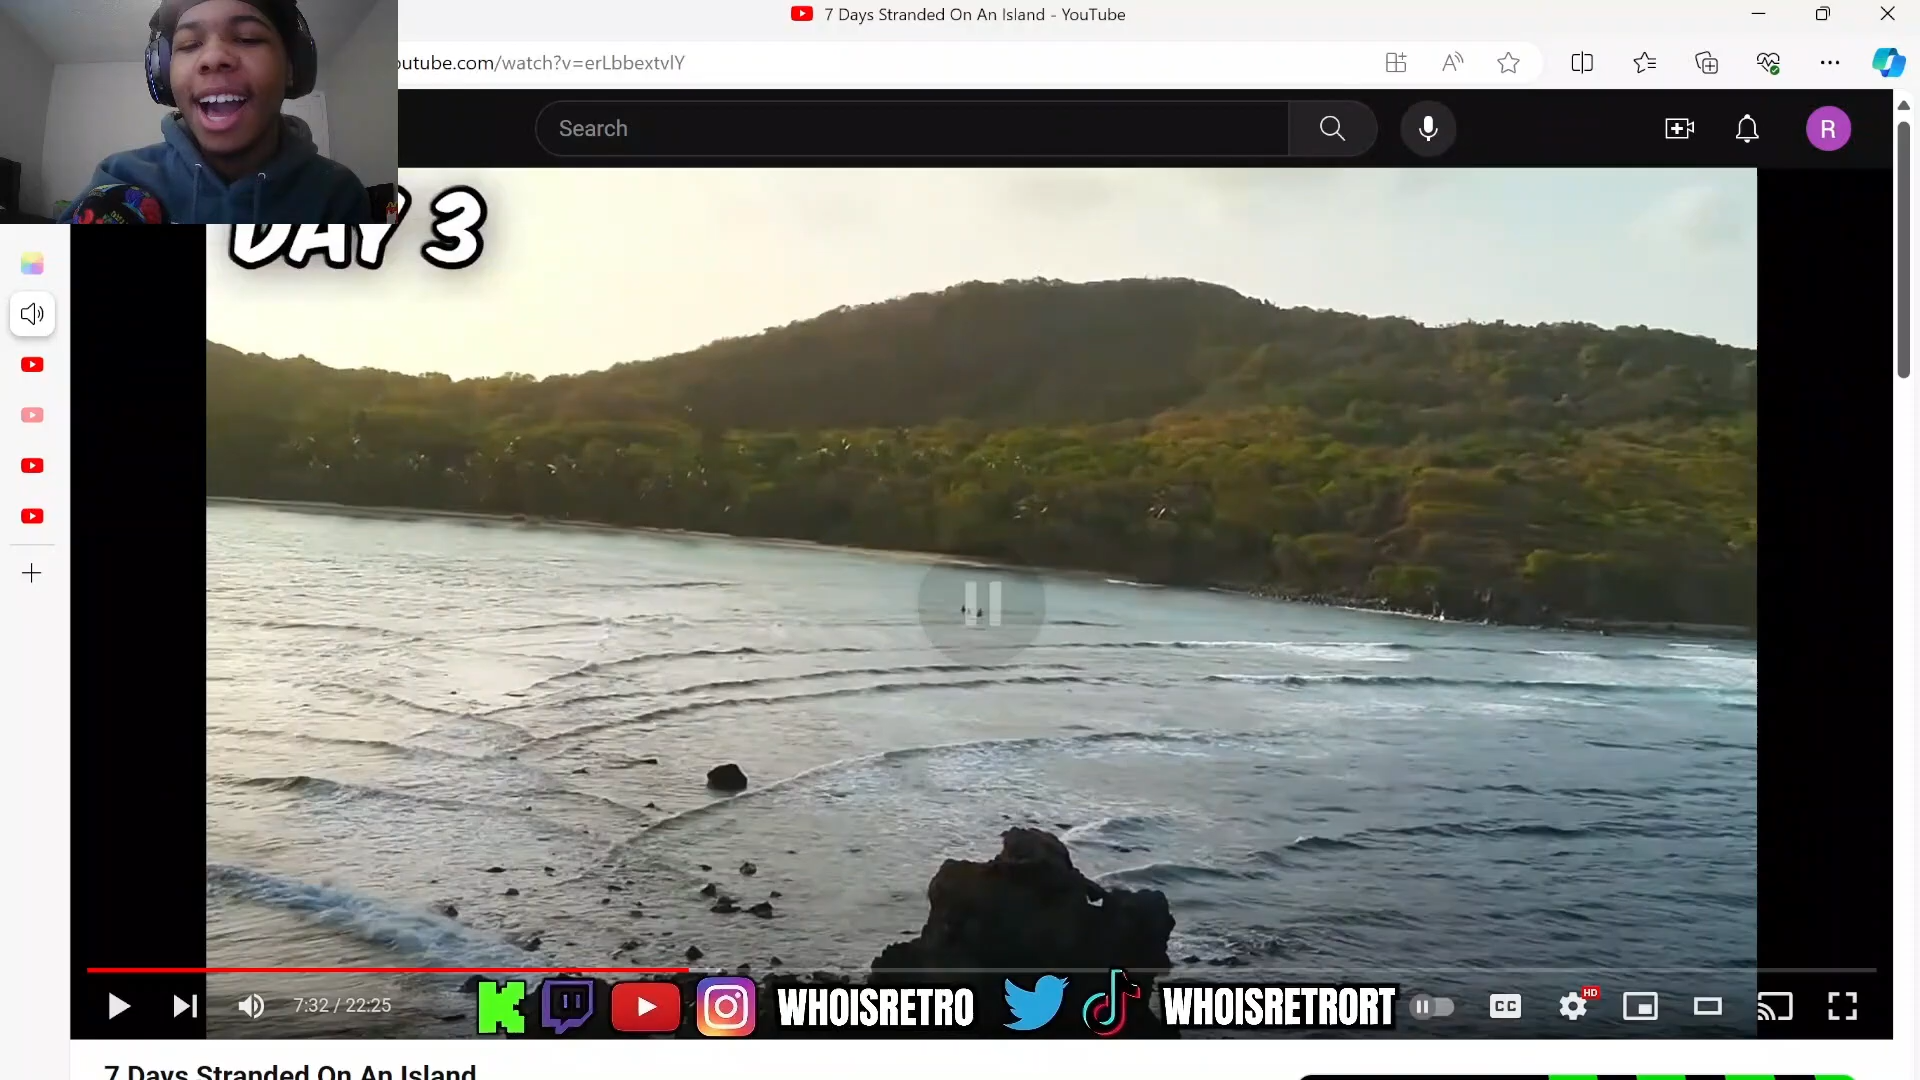 7 Days Stranded On An Island - YouTube
outube.com/watch?v=erLbbextvlY
Search
R
DAY 3
7:32 / 22:25
WHOISRETRO
WHOISRETRORT
CC
HD
7 Days Stranded On An Island